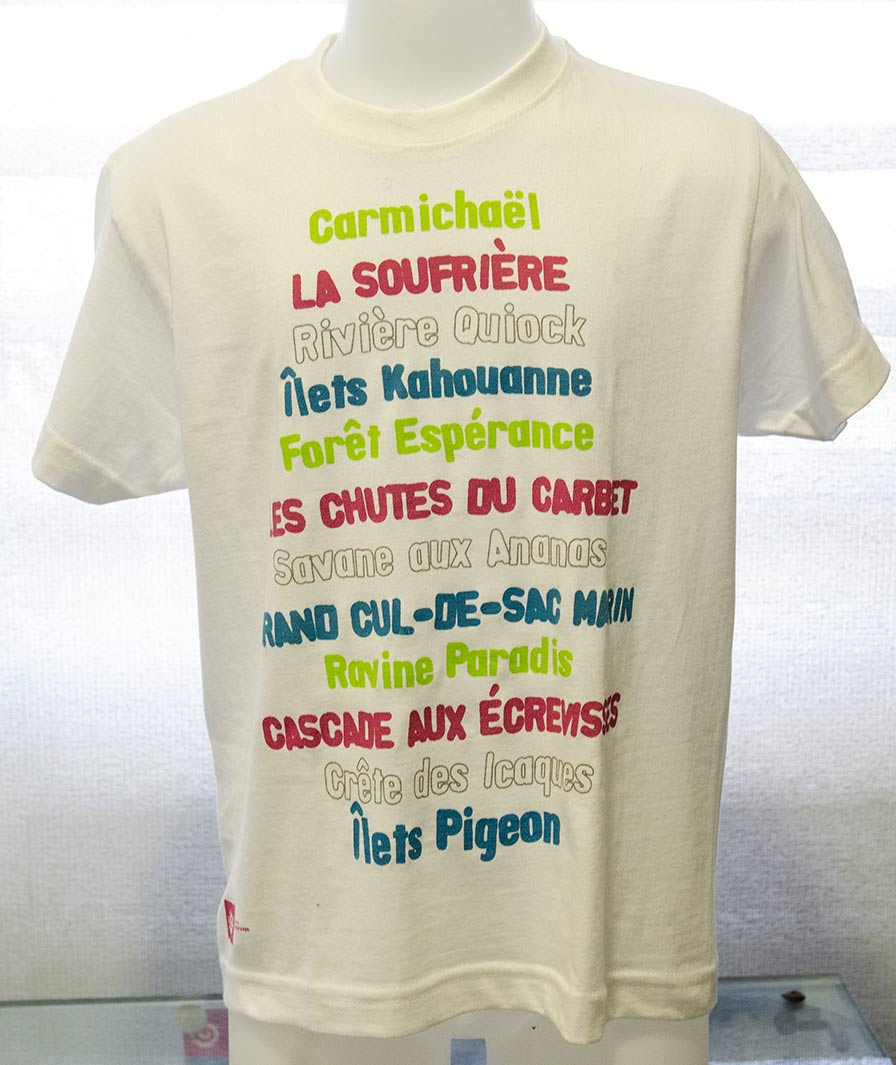 Carmichaël
LA SOUFRIÈRE
Rivière Quiock
Îlets Kahouanne
Forêt Espérance
LES CHUTES DU CARBET
Savane aux Ananas
RAND CUL-DE-SAC MARIN
Ravine Paradis
CASCADE AUX ÉCREVISSES
Crête des Icaques
Îlets Pigeon